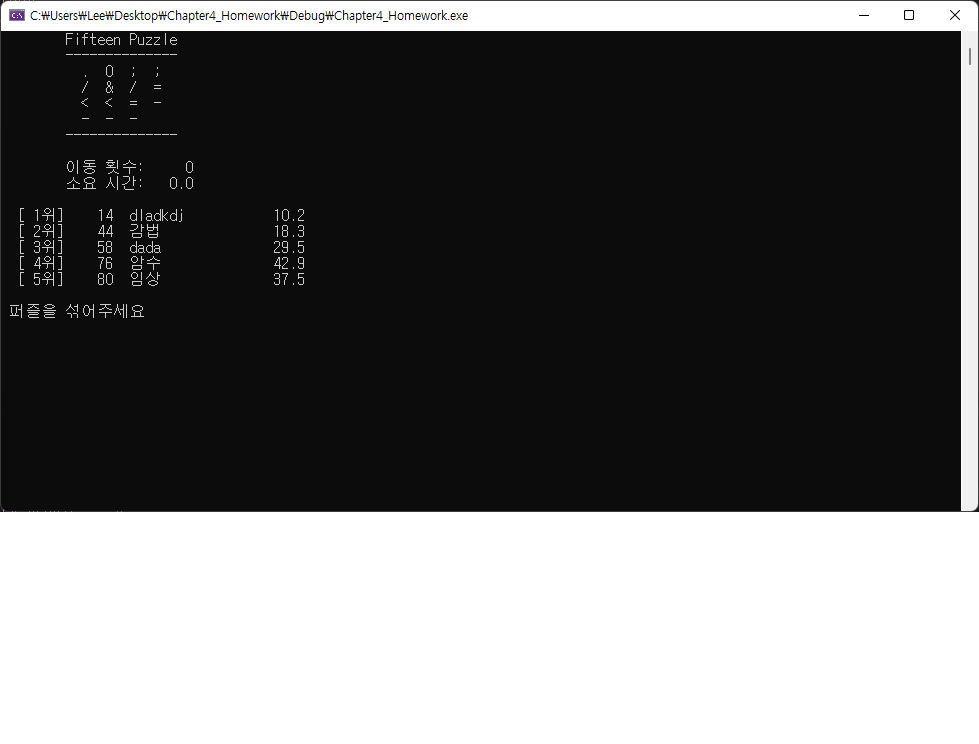 C:₩Users₩Lee₩Desktop₩Chapter4_Homework₩Debug₩Chapter4_Homework.exe
Fifteen Puzzle
--------------
. 0 ; ;
/ & / =
< < = -
- - -
--------------
이동 횟수: 0
소요 시간: 0.0
[ 1위] 14 dladkdj 10.2
[ 2위] 44 감법 18.3
[ 3위] 58 dada 29.5
[ 4위] 76 암수 42.9
[ 5위] 80 임상 37.5
퍼즐을 섞어주세요